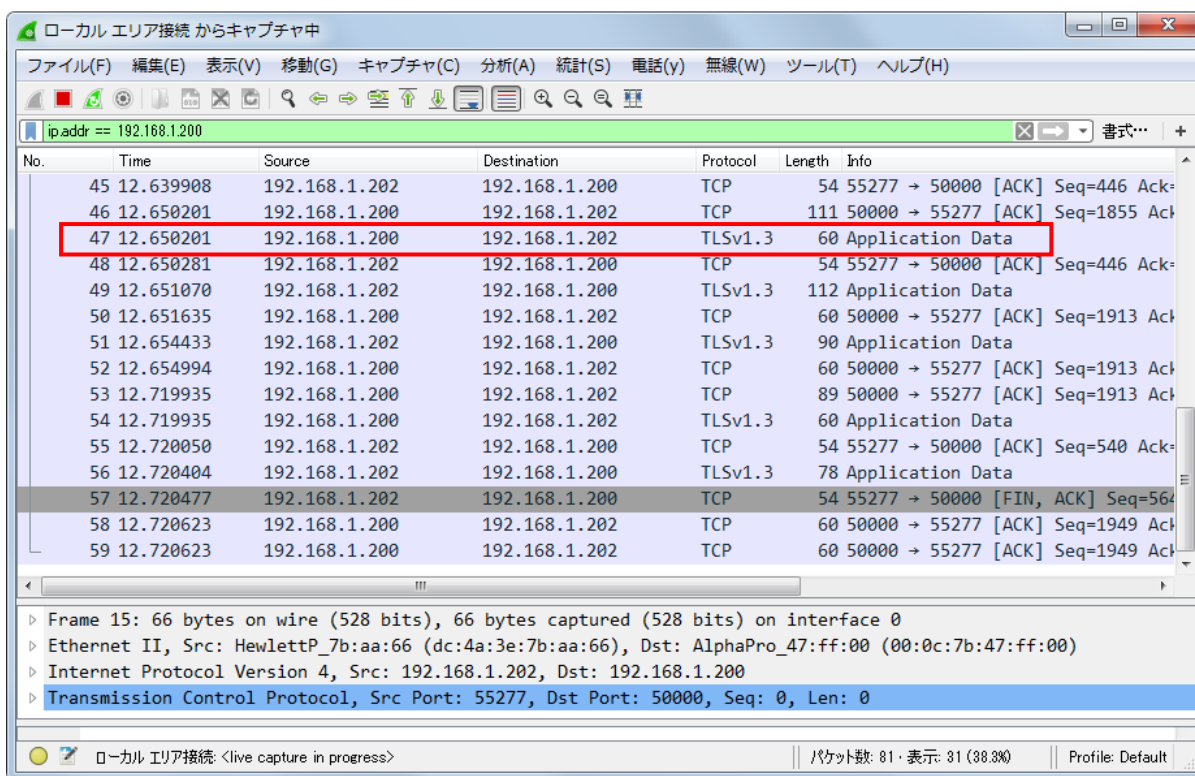 ローカル エリア接続 からキャプチャ中
ファイル(F) 編集(E) 表示(V) 移動(G) キャプチャ(C) 分析(A) 統計(S) 電話(y) 無線(W) ツール(T) ヘルプ(H)
ip.addr == 192.168.1.200 書式… +
No. Time Source Destination Protocol Length Info
45 12.639908 192.168.1.202 192.168.1.200 TCP 54 55277 → 50000 [ACK] Seq=446 Ack=
46 12.650201 192.168.1.200 192.168.1.202 TCP 111 50000 → 55277 [ACK] Seq=1855 Ack
47 12.650201 192.168.1.200 192.168.1.202 TLSv1.3 60 Application Data
48 12.650281 192.168.1.202 192.168.1.200 TCP 54 55277 → 50000 [ACK] Seq=446 Ack=
49 12.651070 192.168.1.202 192.168.1.200 TLSv1.3 112 Application Data
50 12.651635 192.168.1.200 192.168.1.202 TCP 60 50000 → 55277 [ACK] Seq=1913 Ack
51 12.654433 192.168.1.202 192.168.1.200 TLSv1.3 90 Application Data
52 12.654994 192.168.1.200 192.168.1.202 TCP 60 50000 → 55277 [ACK] Seq=1913 Ack
53 12.719935 192.168.1.200 192.168.1.202 TCP 89 50000 → 55277 [ACK] Seq=1913 Ack
54 12.719935 192.168.1.200 192.168.1.202 TLSv1.3 60 Application Data
55 12.720050 192.168.1.202 192.168.1.200 TCP 54 55277 → 50000 [ACK] Seq=540 Ack=
56 12.720404 192.168.1.202 192.168.1.200 TLSv1.3 78 Application Data
57 12.720477 192.168.1.202 192.168.1.200 TCP 54 55277 → 50000 [FIN, ACK] Seq=564
58 12.720623 192.168.1.200 192.168.1.202 TCP 60 50000 → 55277 [ACK] Seq=1949 Ack
59 12.720623 192.168.1.200 192.168.1.202 TCP 60 50000 → 55277 [ACK] Seq=1949 Ack
Frame 15: 66 bytes on wire (528 bits), 66 bytes captured (528 bits) on interface 0
Ethernet II, Src: HewlettP_7b:aa:66 (dc:4a:3e:7b:aa:66), Dst: AlphaPro_47:ff:00 (00:0c:7b:47:ff:00)
Internet Protocol Version 4, Src: 192.168.1.202, Dst: 192.168.1.200
Transmission Control Protocol, Src Port: 55277, Dst Port: 50000, Seq: 0, Len: 0
ローカル エリア接続: <live capture in progress> パケット数: 81 · 表示: 31 (38.3%) Profile: Default